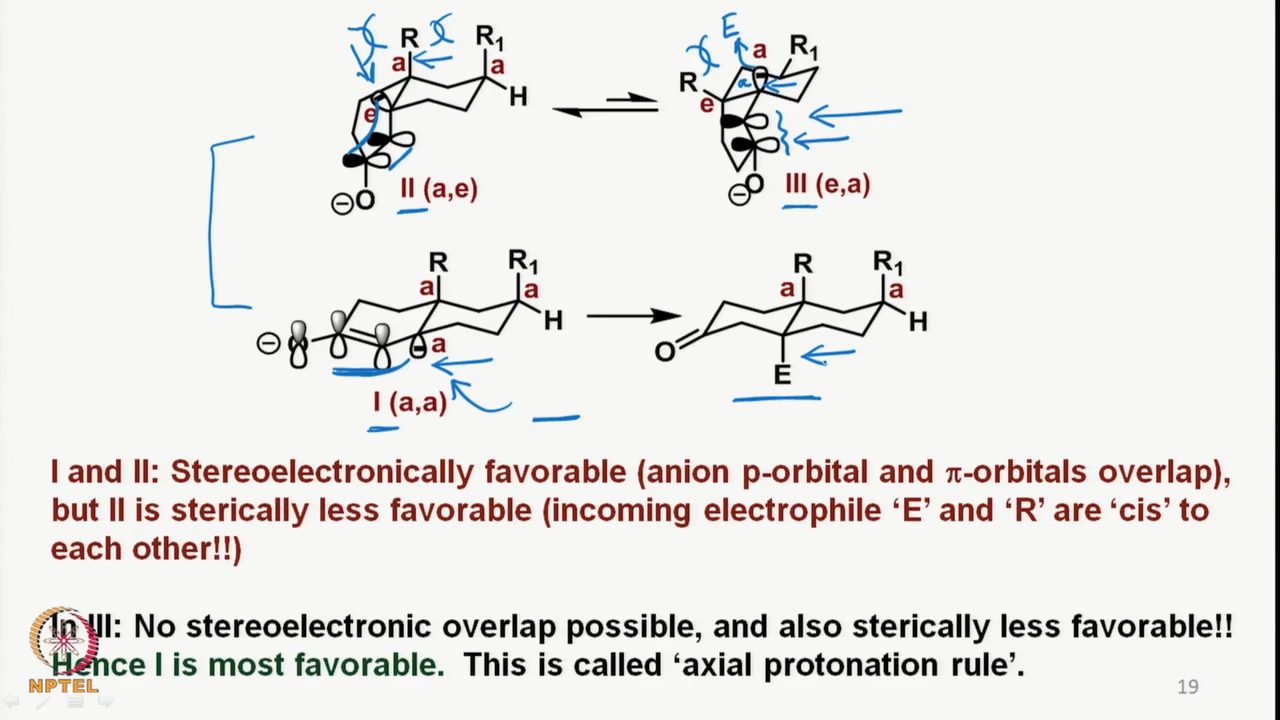 E
R R1 a R1
a a R a
H e
e
⊖O II (a,e) ⊖O III (e,a)
R R1 R R1
a a a a
H H
⊖ a O
E
I (a,a)
I and II: Stereoelectronically favorable (anion p-orbital and π-orbitals overlap),
but II is sterically less favorable (incoming electrophile ‘E’ and ‘R’ are ‘cis’ to
each other!!)
In III: No stereoelectronic overlap possible, and also sterically less favorable!!
Hence I is most favorable. This is called ‘axial protonation rule’.
NPTEL
19